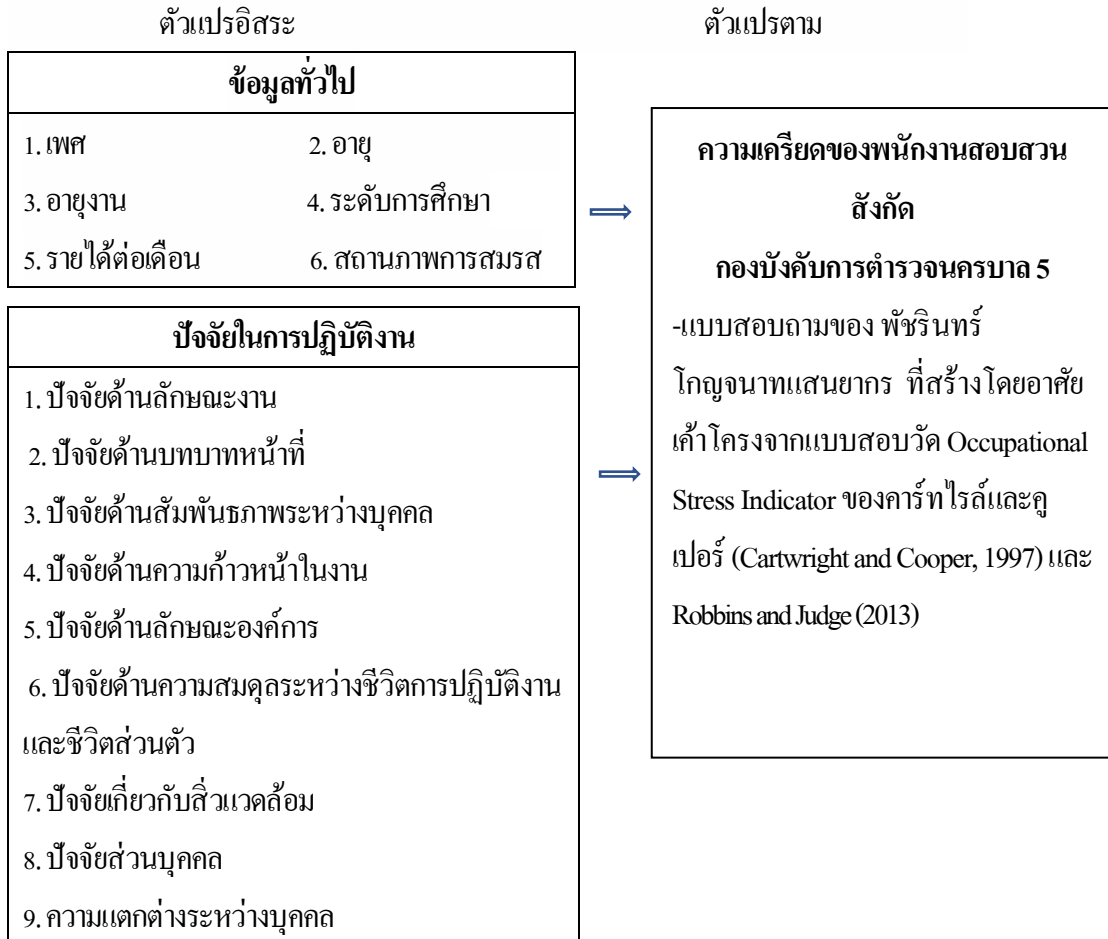 ตัวแปรอิสระ
ตัวแปรตาม
ข้อมูลทั่วไป
1. เพศ 2. อายุ
3. อายุงาน 4. ระดับการศึกษา
5. รายได้ต่อเดือน 6. สถานภาพการสมรส
ปัจจัยในการปฏิบัติงาน
1. ปัจจัยด้านลักษณะงาน
2. ปัจจัยด้านบทบาทหน้าที่
3. ปัจจัยด้านสัมพันธภาพระหว่างบุคคล
4. ปัจจัยด้านความก้าวหน้าในงาน
5. ปัจจัยด้านลักษณะองค์การ
6. ปัจจัยด้านความสมดุลระหว่างชีวิตการปฏิบัติงาน
และชีวิตส่วนตัว
7. ปัจจัยเกี่ยวกับสิ่วแวดล้อม
8. ปัจจัยส่วนบุคคล
9. ความแตกต่างระหว่างบุคคล
ความเครียดของพนักงานสอบสวน
สังกัด
กองบังคับการตำรวจนครบาล 5
-แบบสอบถามของ พัชรินทร์
โกญจนาทแสนยากร ที่สร้างโดยอาศัย
เค้าโครงจากแบบสอบวัด Occupational
Stress Indicator ของคาร์ทไรล์และคู
เปอร์ (Cartwright and Cooper, 1997) และ
Robbins and Judge (2013)